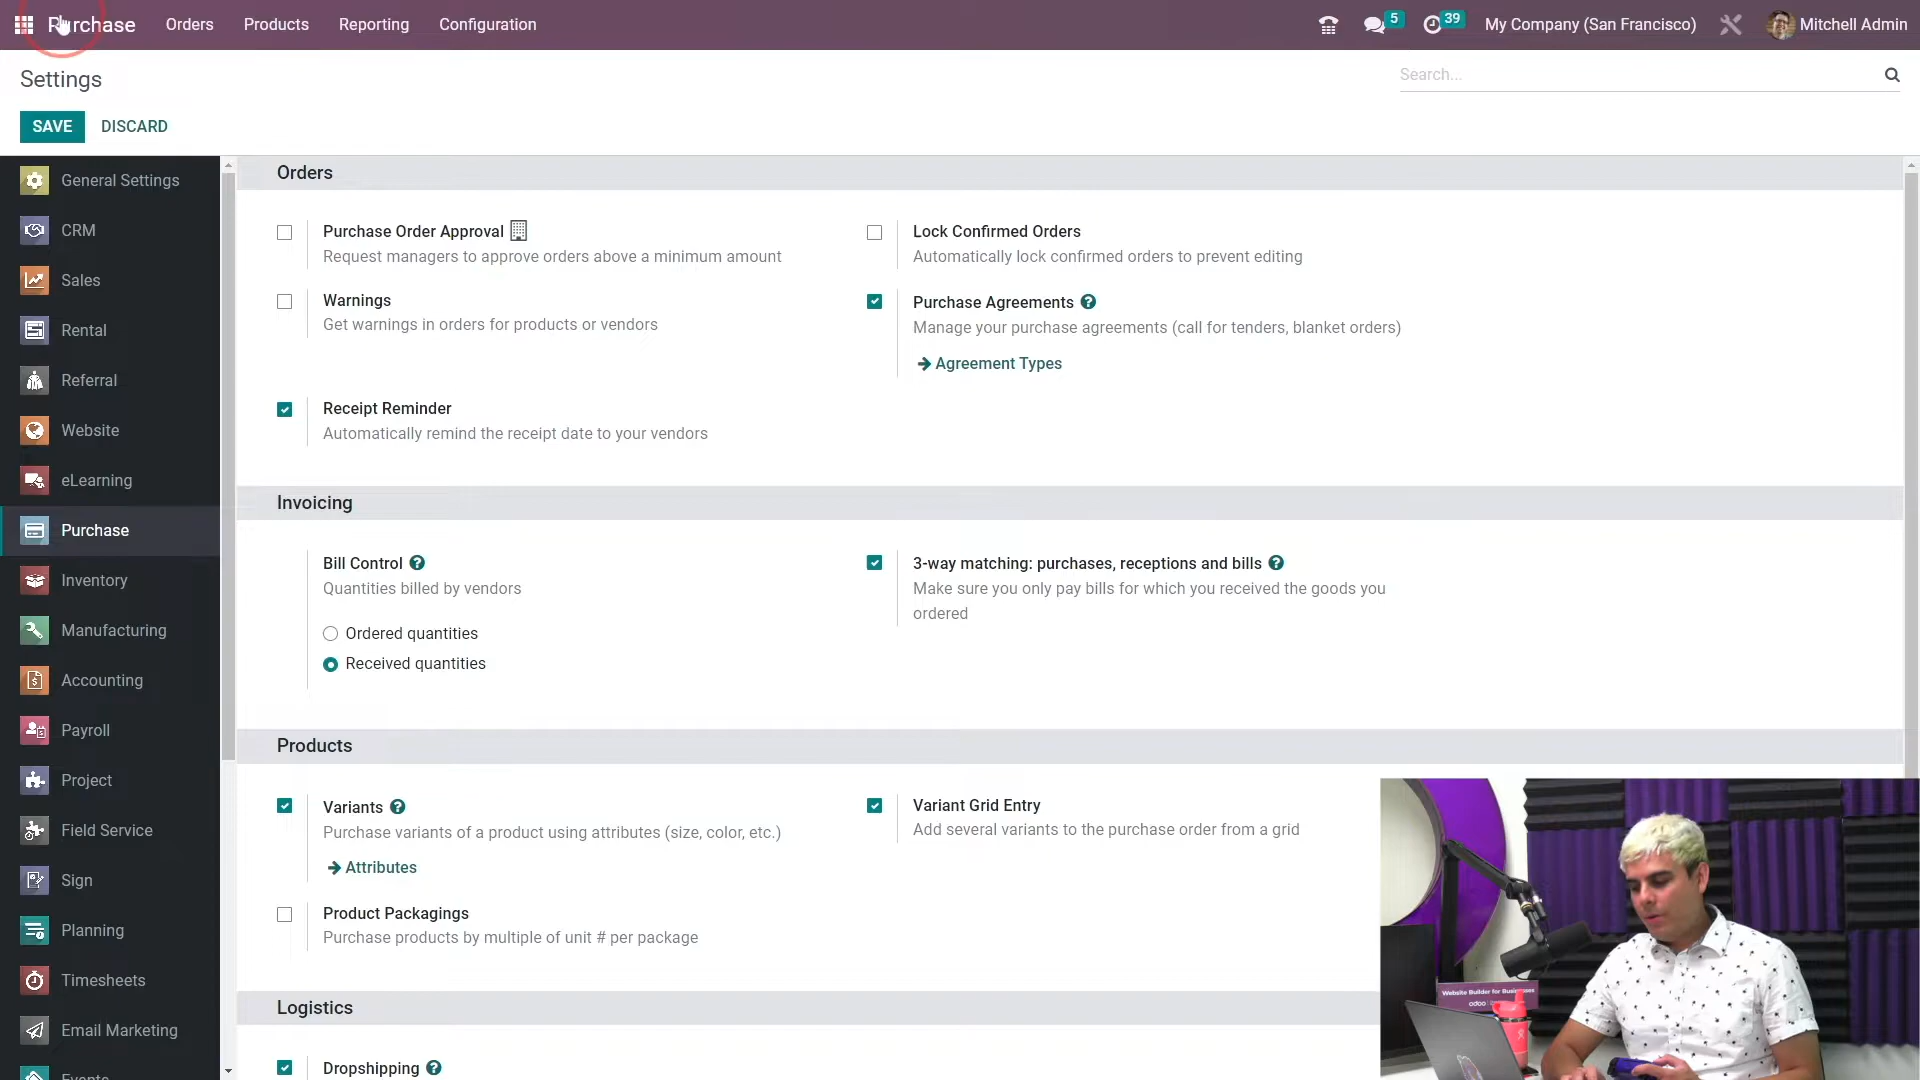 Purchase Orders Products Reporting Configuration 5 39 My Company (San Francisco) Mitchell Admin
Settings
Search...
SAVE DISCARD
General Settings
CRM
Sales
Rental
Referral
Website
eLearning
Purchase
Inventory
Manufacturing
Accounting
Payroll
Project
Field Service
Sign
Planning
Timesheets
Email Marketing
Events
Orders
Purchase Order Approval
Request managers to approve orders above a minimum amount
Lock Confirmed Orders
Automatically lock confirmed orders to prevent editing
Warnings
Get warnings in orders for products or vendors
Purchase Agreements
Manage your purchase agreements (call for tenders, blanket orders)
Agreement Types
Receipt Reminder
Automatically remind the receipt date to your vendors
Invoicing
Bill Control
Quantities billed by vendors
Ordered quantities
Received quantities
3-way matching: purchases, receptions and bills
Make sure you only pay bills for which you received the goods you
ordered
Products
Variants
Purchase variants of a product using attributes (size, color, etc.)
Attributes
Variant Grid Entry
Add several variants to the purchase order from a grid
Product Packagings
Purchase products by multiple of unit # per package
Logistics
Dropshipping
Website Builder for Businesses
odoo